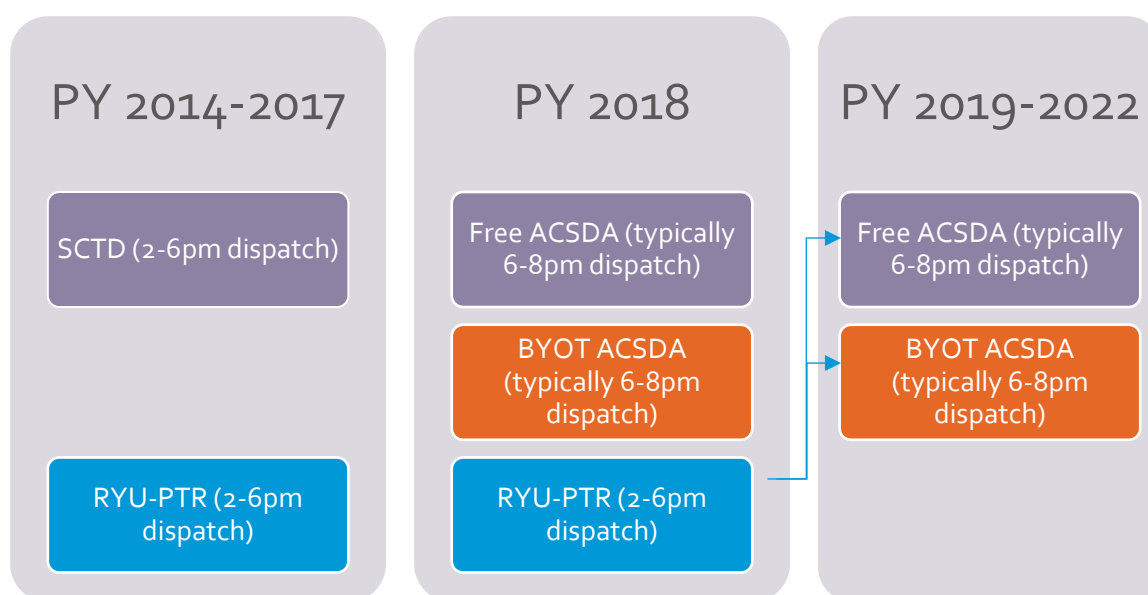 PY 2014-2017
SCTD (2-6pm dispatch)
RYU-PTR (2-6pm
dispatch)
PY 2018
Free ACSDA (typically
6-8pm dispatch)
BYOT ACSDA
(typically 6-8pm
dispatch)
RYU-PTR (2-6pm
dispatch)
PY 2019-2022
Free ACSDA (typically
6-8pm dispatch)
BYOT ACSDA
(typically 6-8pm
dispatch)